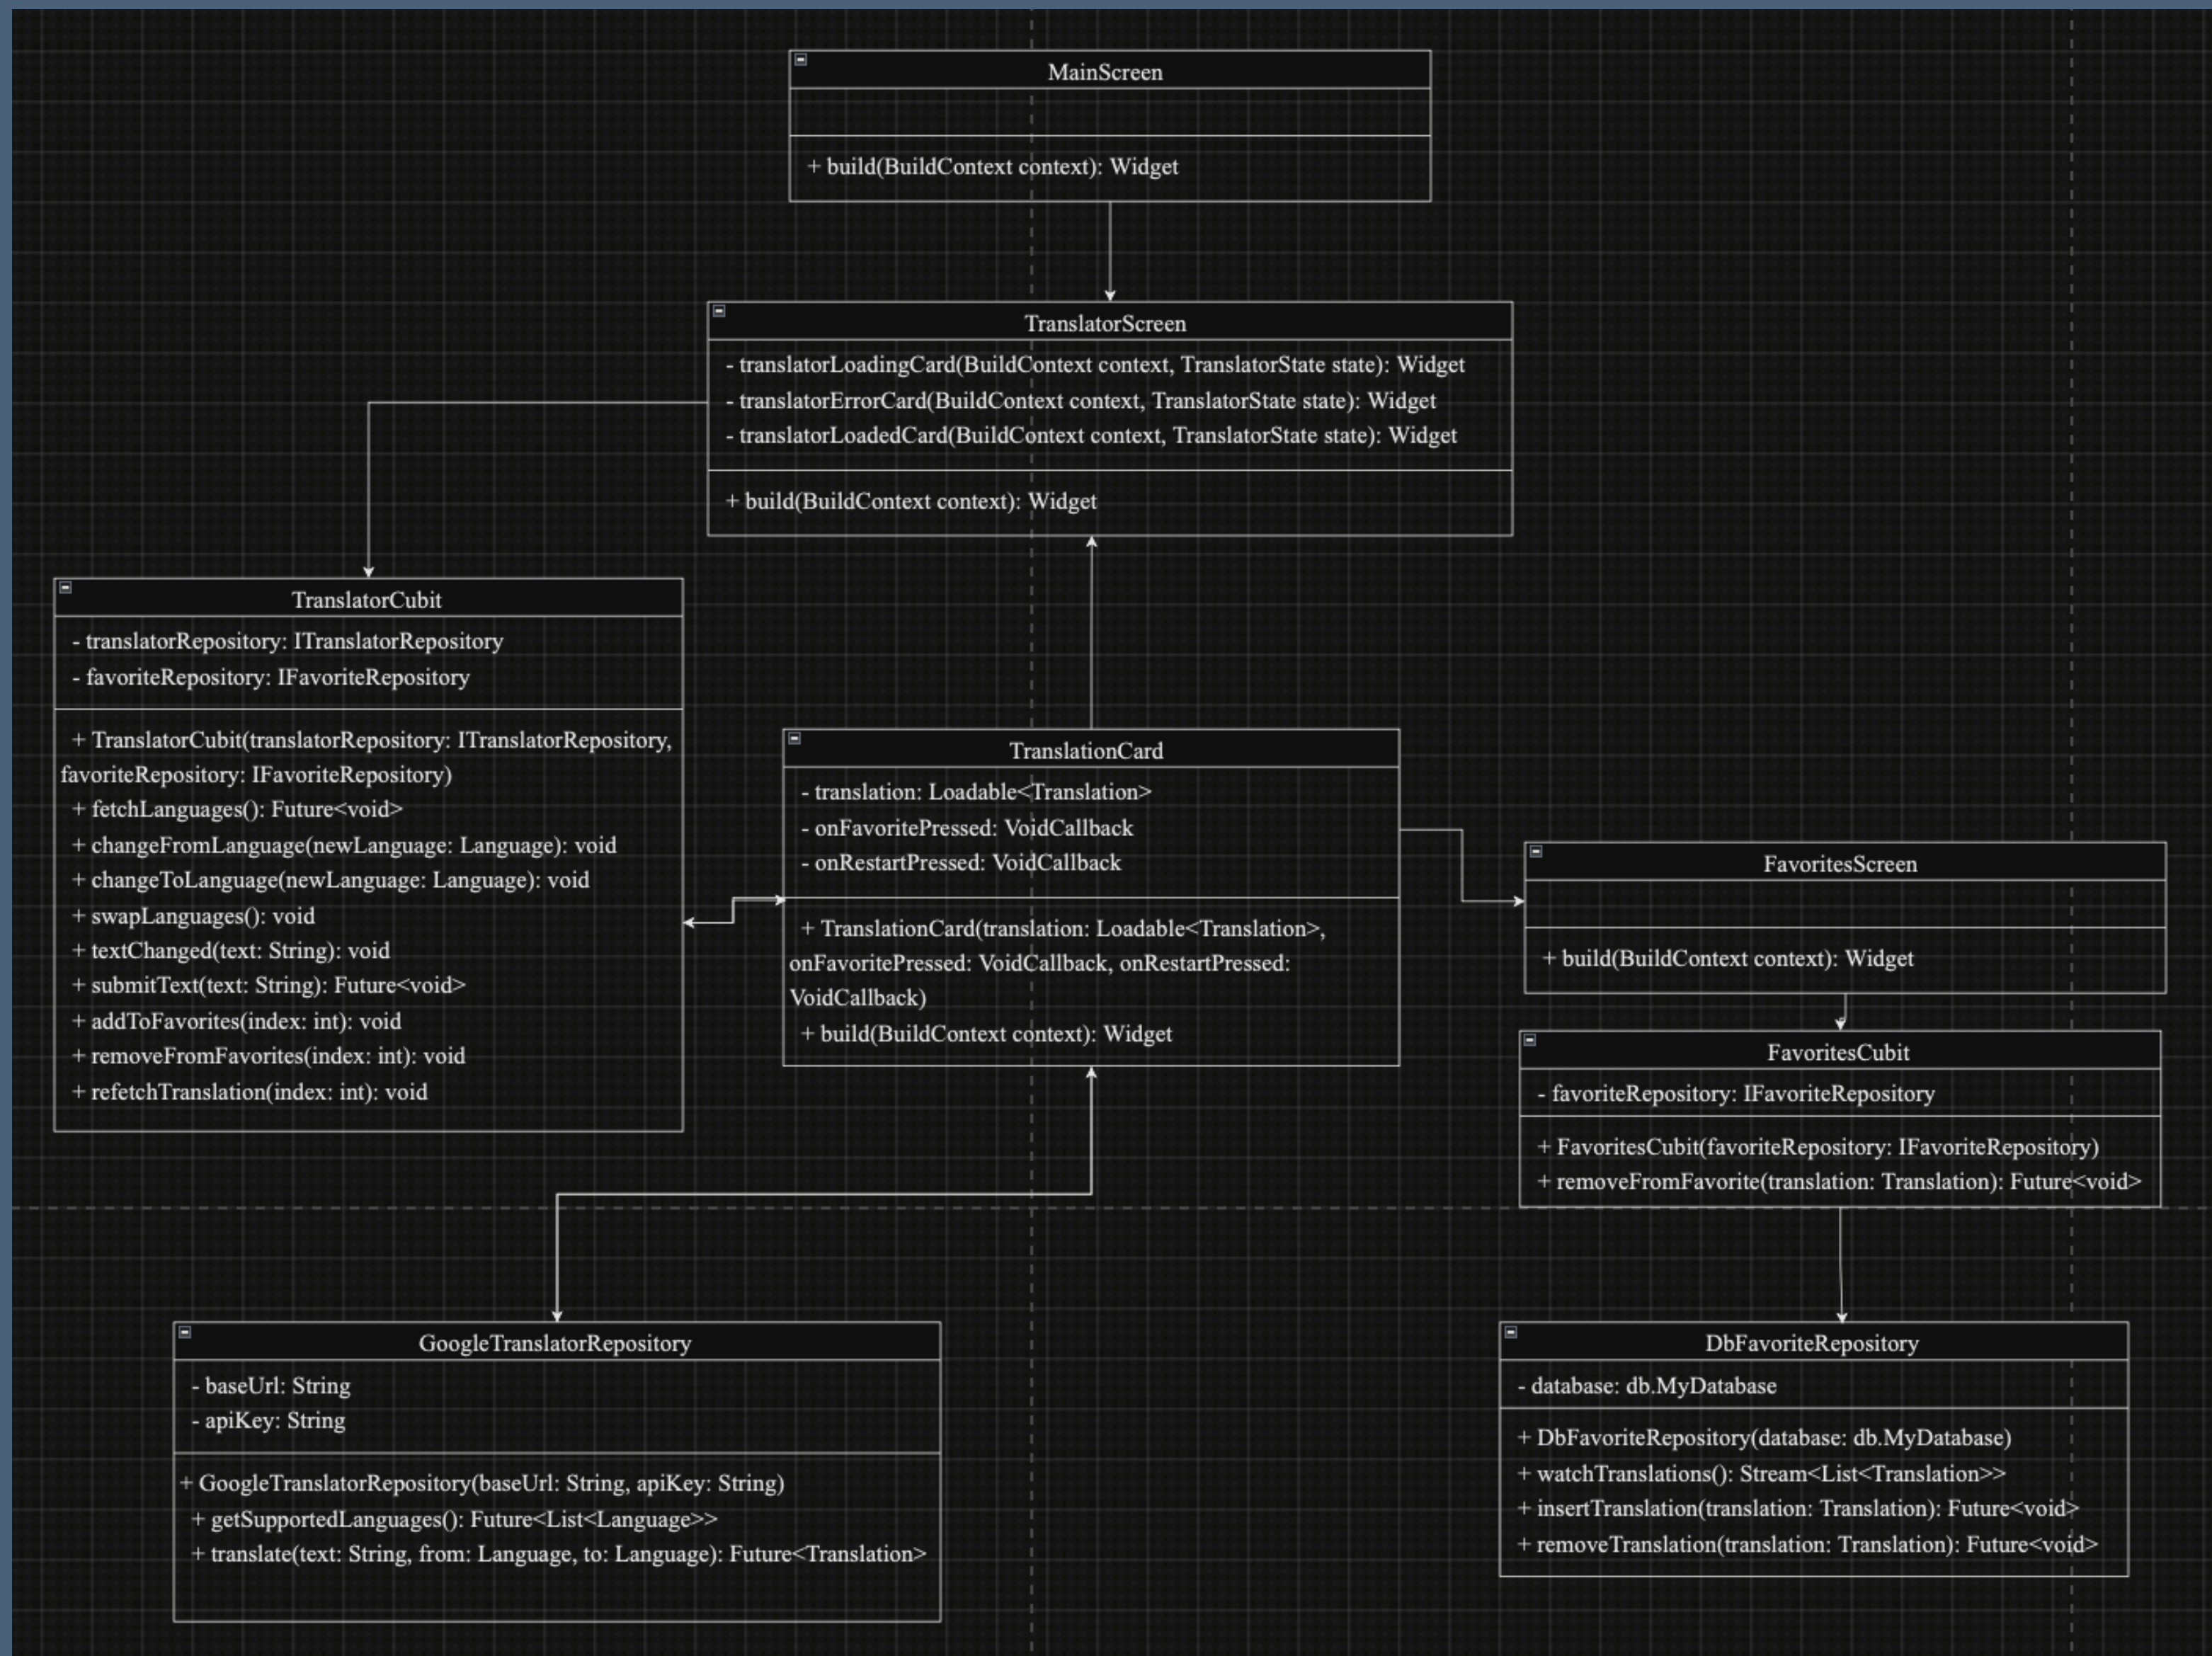 MainScreen
+ build(BuildContext context): Widget
TranslatorScreen
- translatorLoadingCard(BuildContext context, TranslatorState state): Widget
- translatorErrorCard(BuildContext context, TranslatorState state): Widget
- translatorLoadedCard(BuildContext context, TranslatorState state): Widget
+ build(BuildContext context): Widget
TranslatorCubit
- translatorRepository: ITranslatorRepository
- favoriteRepository: IFavoriteRepository
+ TranslatorCubit(translatorRepository: ITranslatorRepository,
favoriteRepository: IFavoriteRepository)
+ fetchLanguages(): Future<void>
+ changeFromLanguage(newLanguage: Language): void
+ changeToLanguage(newLanguage: Language): void
+ swapLanguages(): void
+ textChanged(text: String): void
+ submitText(text: String): Future<void>
+ addToFavorites(index: int): void
+ removeFromFavorites(index: int): void
+ refetchTranslation(index: int): void
TranslationCard
- translation: Loadable<Translation>
- onFavoritePressed: VoidCallback
- onRestartPressed: VoidCallback
+ TranslationCard(translation: Loadable<Translation>,
onFavoritePressed: VoidCallback, onRestartPressed:
VoidCallback)
+ build(BuildContext context): Widget
FavoritesScreen
+ build(BuildContext context): Widget
FavoritesCubit
- favoriteRepository: IFavoriteRepository
+ FavoritesCubit(favoriteRepository: IFavoriteRepository)
+ removeFromFavorite(translation: Translation): Future<void>
GoogleTranslatorRepository
- baseUrl: String
- apiKey: String
+ GoogleTranslatorRepository(baseUrl: String, apiKey: String)
+ getSupportedLanguages(): Future<List<Language>>
+ translate(text: String, from: Language, to: Language): Future<Translation>
DbFavoriteRepository
- database: db.MyDatabase
+ DbFavoriteRepository(database: db.MyDatabase)
+ watchTranslations(): Stream<List<Translation>>
+ insertTranslation(translation: Translation): Future<void>
+ removeTranslation(translation: Translation): Future<void>